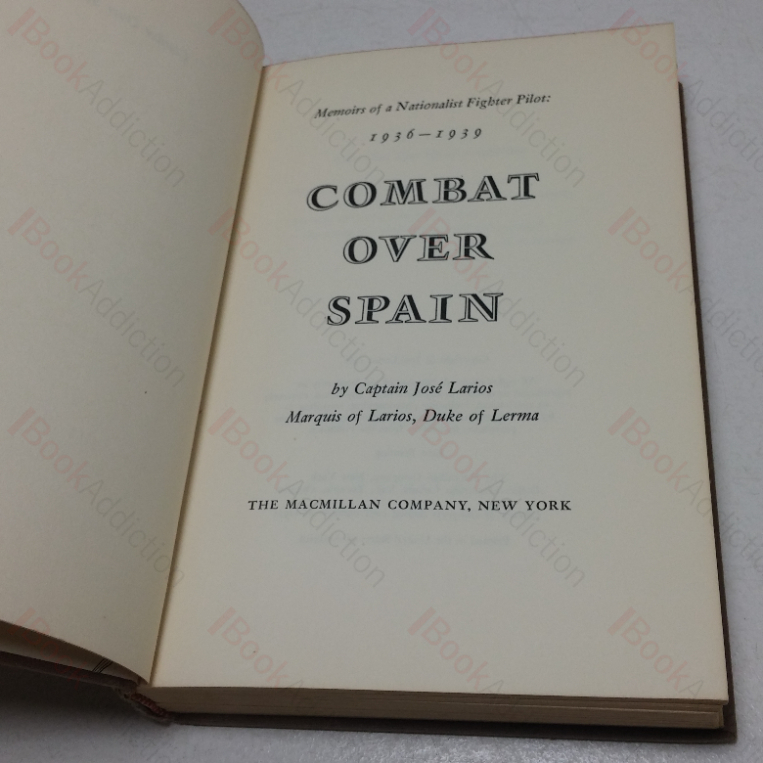 Memoirs of a Nationalist Fighter Pilot:
1936–1939
COMBAT
OVER
SPAIN
by Captain José Larios
Marquis of Larios, Duke of Lerma
THE MACMILLAN COMPANY, NEW YORK
BookAddiction